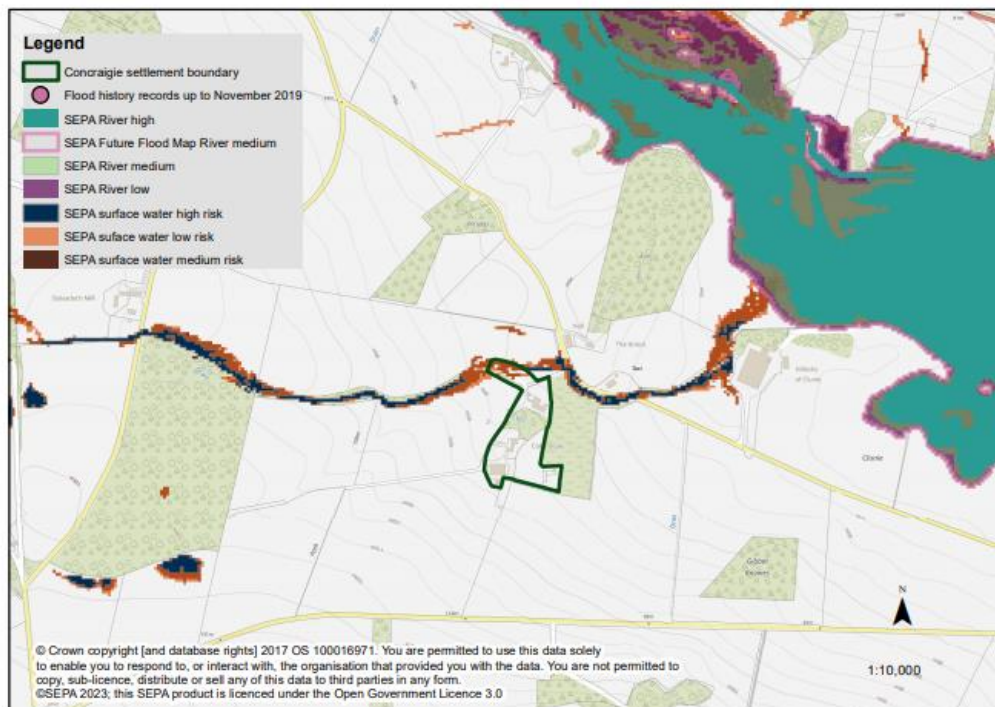 Legend
Concraigie settlement boundary
Flood history records up to November 2019
SEPA River high
SEPA Future Flood Map River medium
SEPA River medium
SEPA River low
SEPA surface water high risk
SEPA suface water low risk
SEPA surface water medium risk
Drain
The Knoll
Clunie
N
© Crown copyright [and database rights] 2017 OS 100016971. You are permitted to use this data solely
to enable you to respond to, or interact with, the organisation that provided you with the data. You are not permitted to
copy, sub-licence, distribute or sell any of this data to third parties in any form.
©SEPA 2023; this SEPA product is licenced under the Open Government Licence 3.0
1:10,000